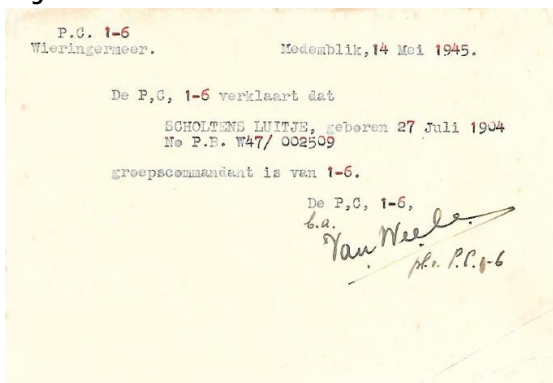 P.C. 1-6
Wieringermeer. Medemblik,14 Mei 1945.
De P,C, 1-6 verklaart dat
SCHOLTENS LUITJE, geboren 27 Juli 1904
No P.B. W47/ 002509
groepscommandant is van 1-6.
De P,C, 1-6,
b.a.
Van Weele
pl.v. P.C. 1-6